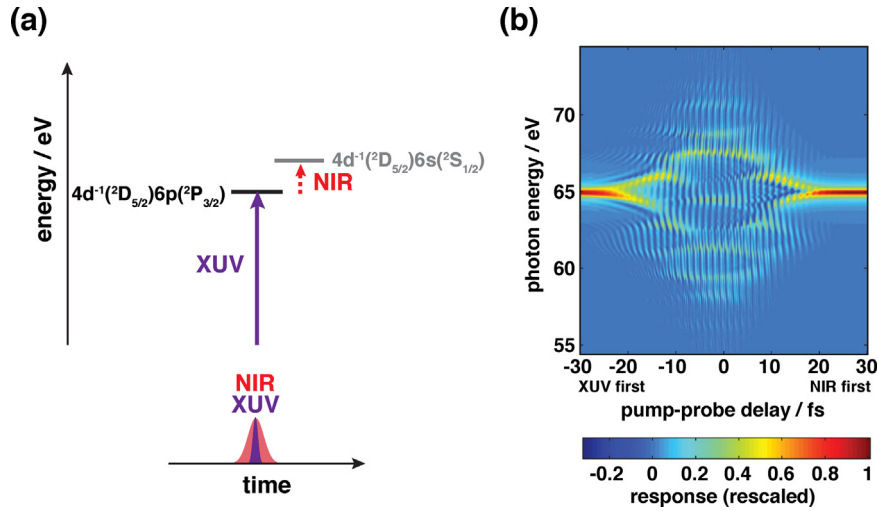 (a)
energy / eV
4d⁻¹(²D₅/₂)6s(²S₁/₂)
NIR
4d⁻¹(²D₅/₂)6p(²P₃/₂)
XUV
NIR
XUV
time
(b)
photon energy / eV
70
65
60
55
-30 -20 -10 0 10 20 30
XUV first NIR first
pump-probe delay / fs
-0.2 0 0.2 0.4 0.6 0.8 1
response (rescaled)